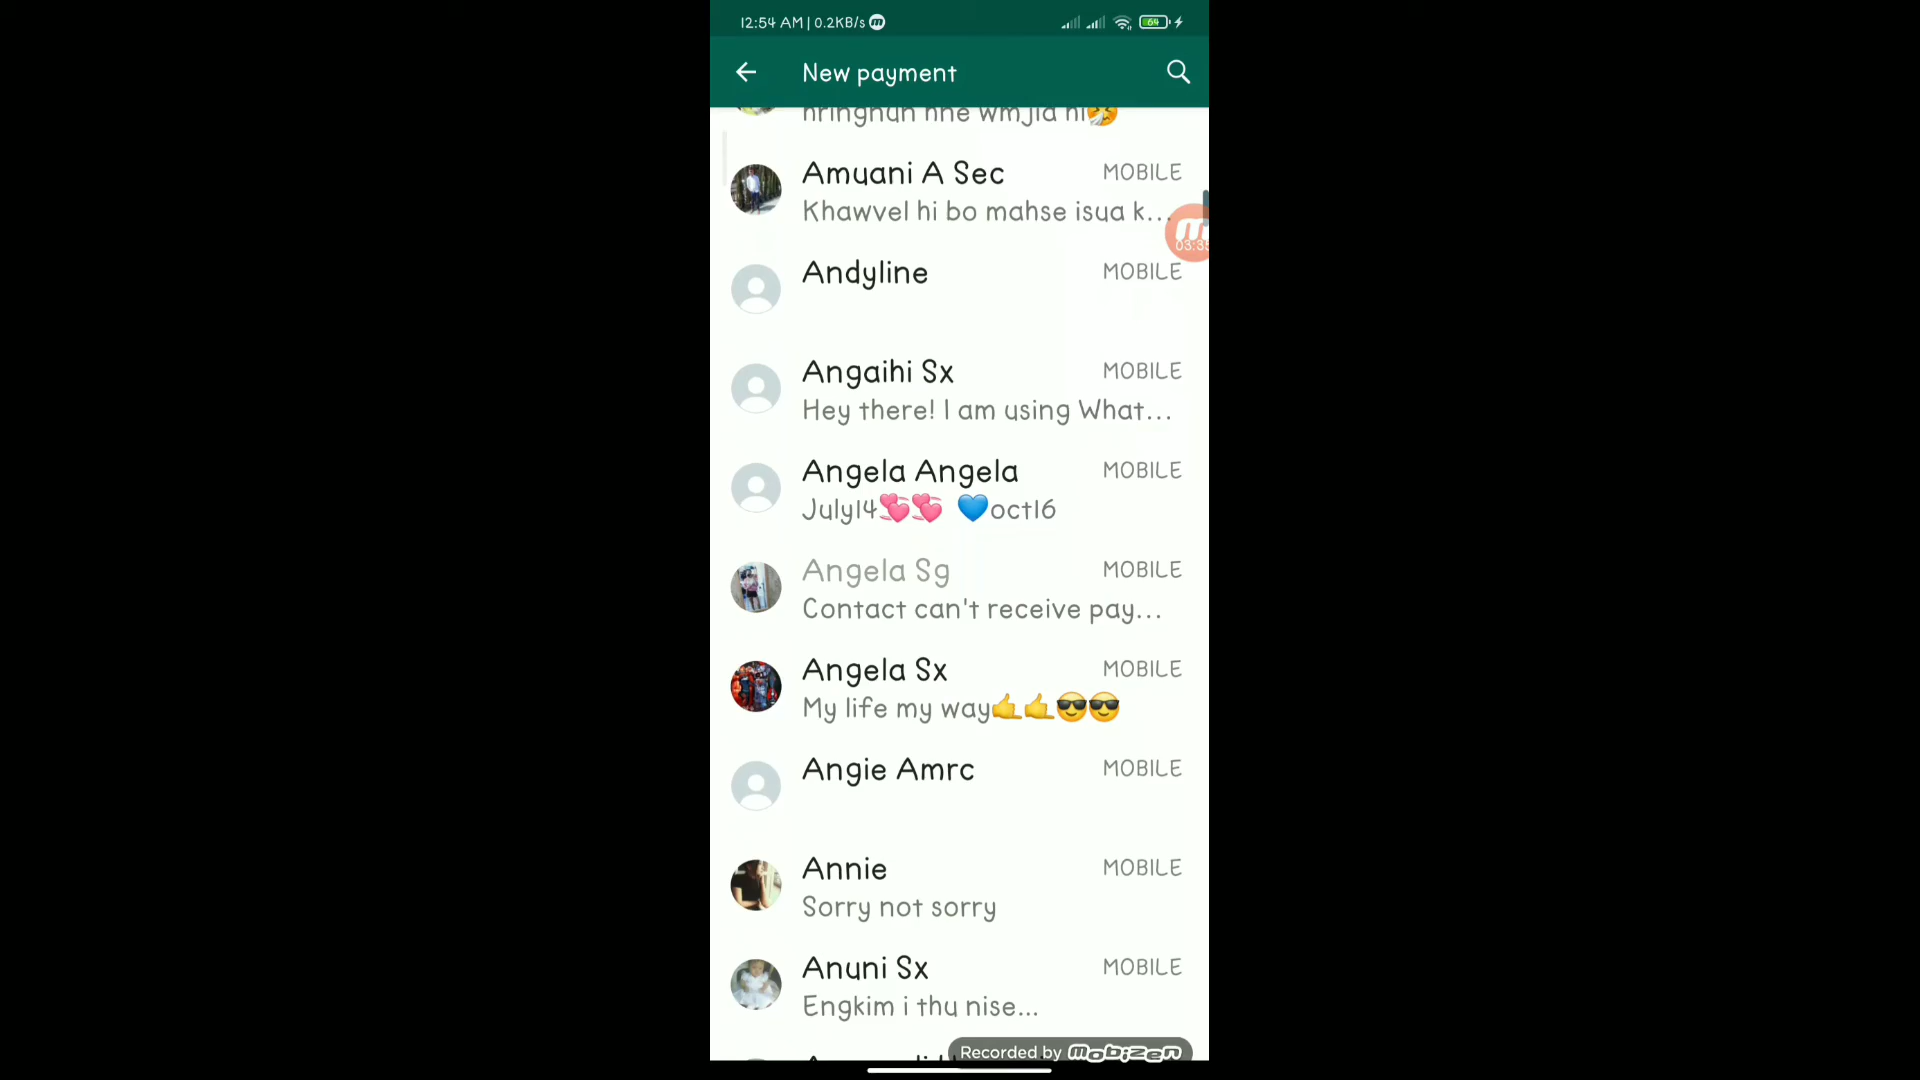 12:54 AM | 0.2KB/s
64
New payment
Amuani A Sec MOBILE
Khawvel hi bo mahse isua k...
03:35
Andyline MOBILE
Angaihi Sx MOBILE
Hey there! I am using What...
Angela Angela MOBILE
July14💞💞 💙oct16
Angela Sg MOBILE
Contact can't receive pay...
Angela Sx MOBILE
My life my way🤙🤙😎😎
Angie Amrc MOBILE
Annie MOBILE
Sorry not sorry
Anuni Sx MOBILE
Engkim i thu nise...
Recorded by mobizen